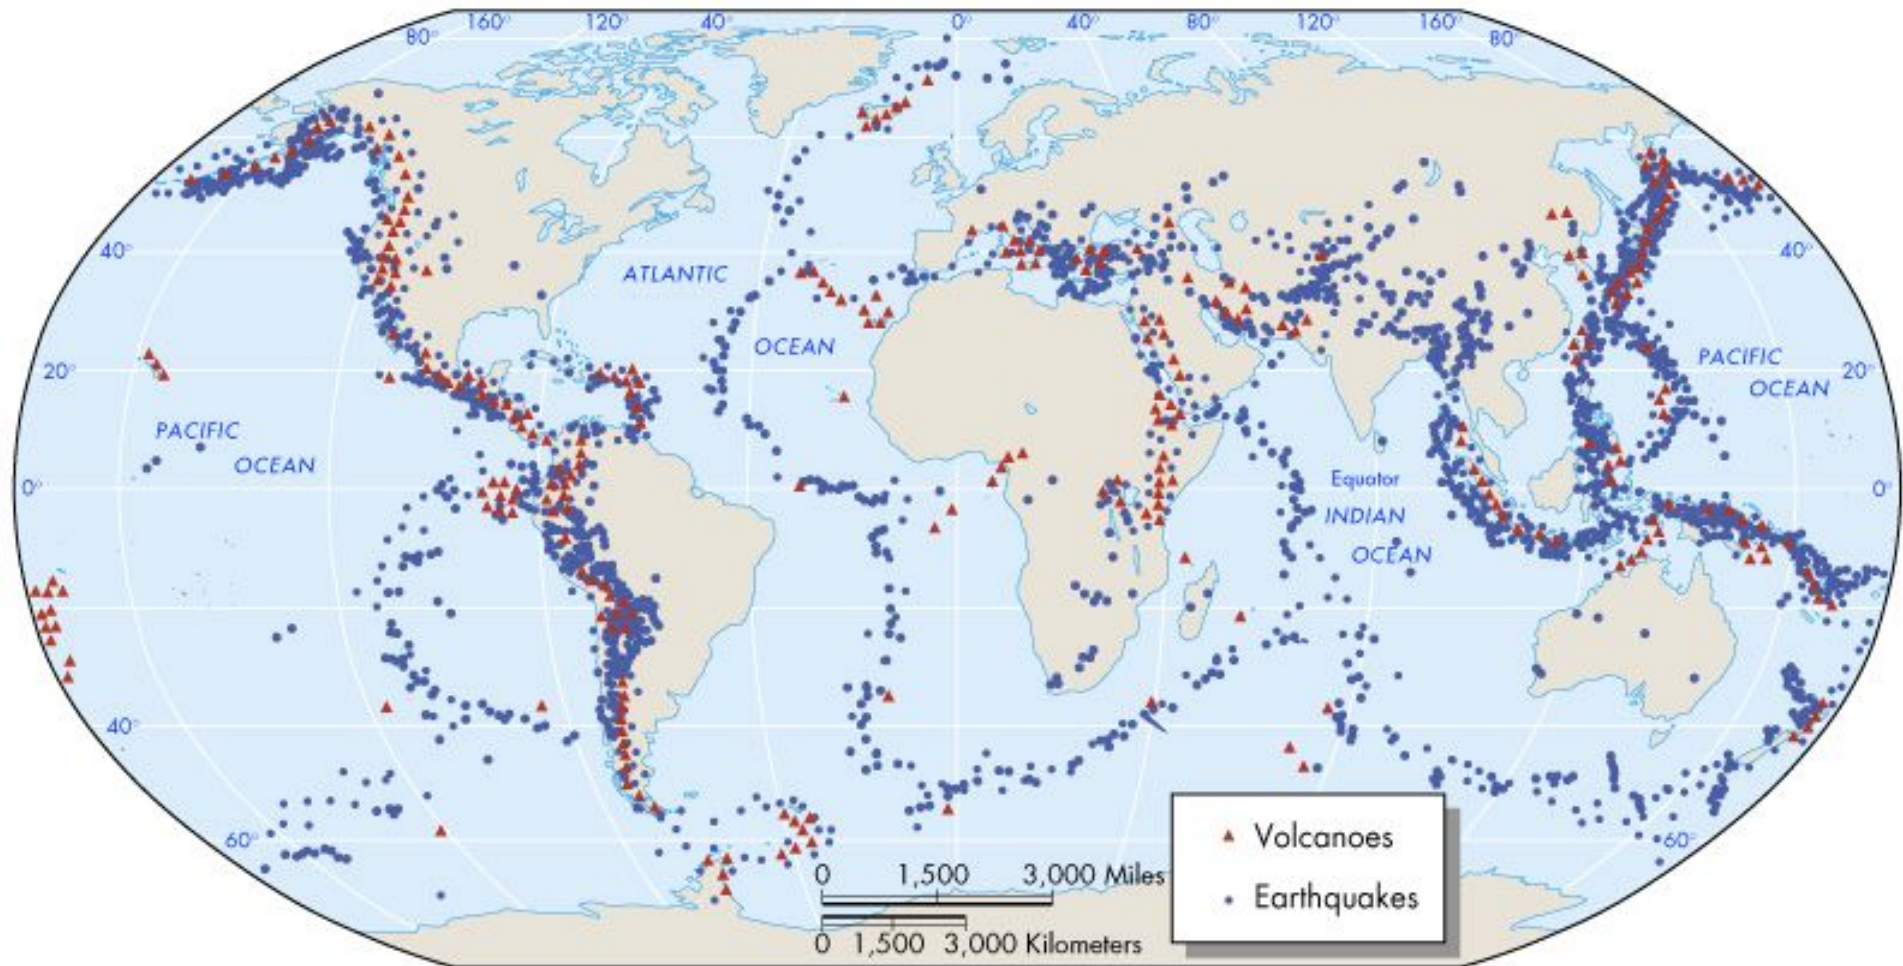 160° 120° 40° 0° 40° 80° 120° 160°
80° 80°
40° ATLANTIC 40°
20° OCEAN PACIFIC 20°
OCEAN
PACIFIC
OCEAN
0° Equator 0°
INDIAN
OCEAN
40°
60° 60°
0 1,500 3,000 Miles
0 1,500 3,000 Kilometers
Volcanoes
Earthquakes